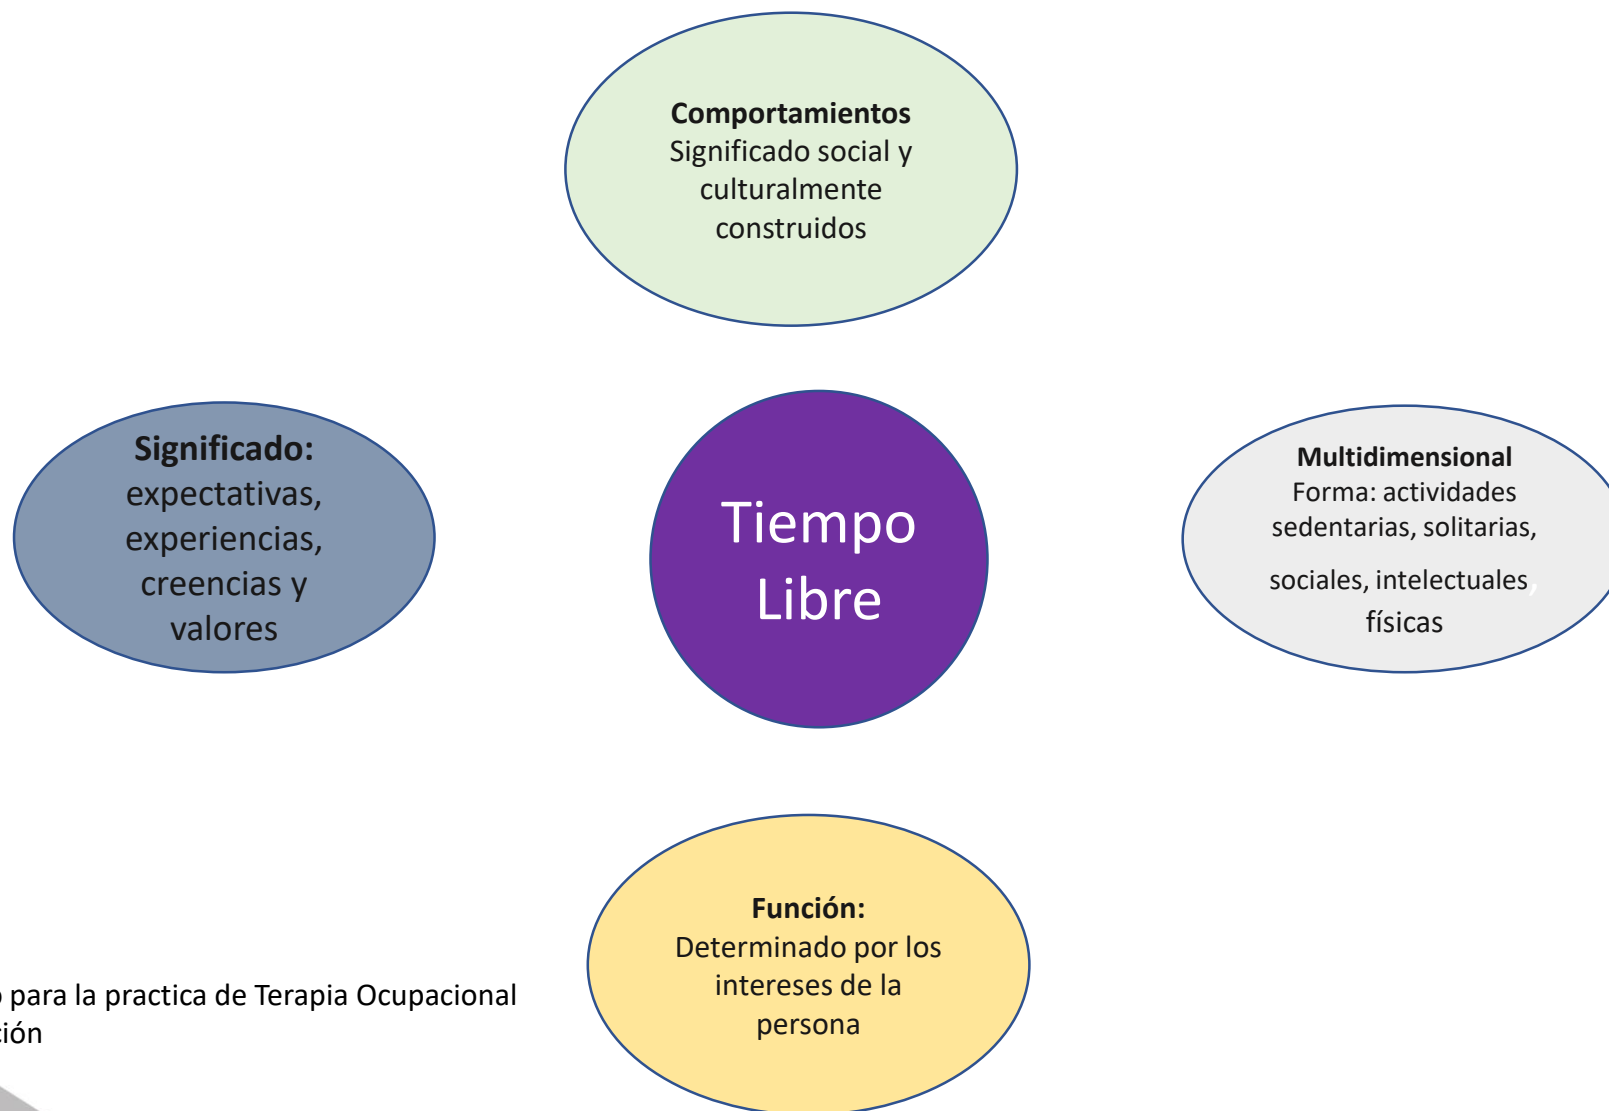 Comportamientos
Significado social y
culturalmente
construidos
Significado:
expectativas,
experiencias,
creencias y
valores
Tiempo
Libre
Multidimensional
Forma: actividades
sedentarias, solitarias,
sociales, intelectuales,
físicas
Función:
Determinado por los
intereses de la
persona
para la practica de Terapia Ocupacional